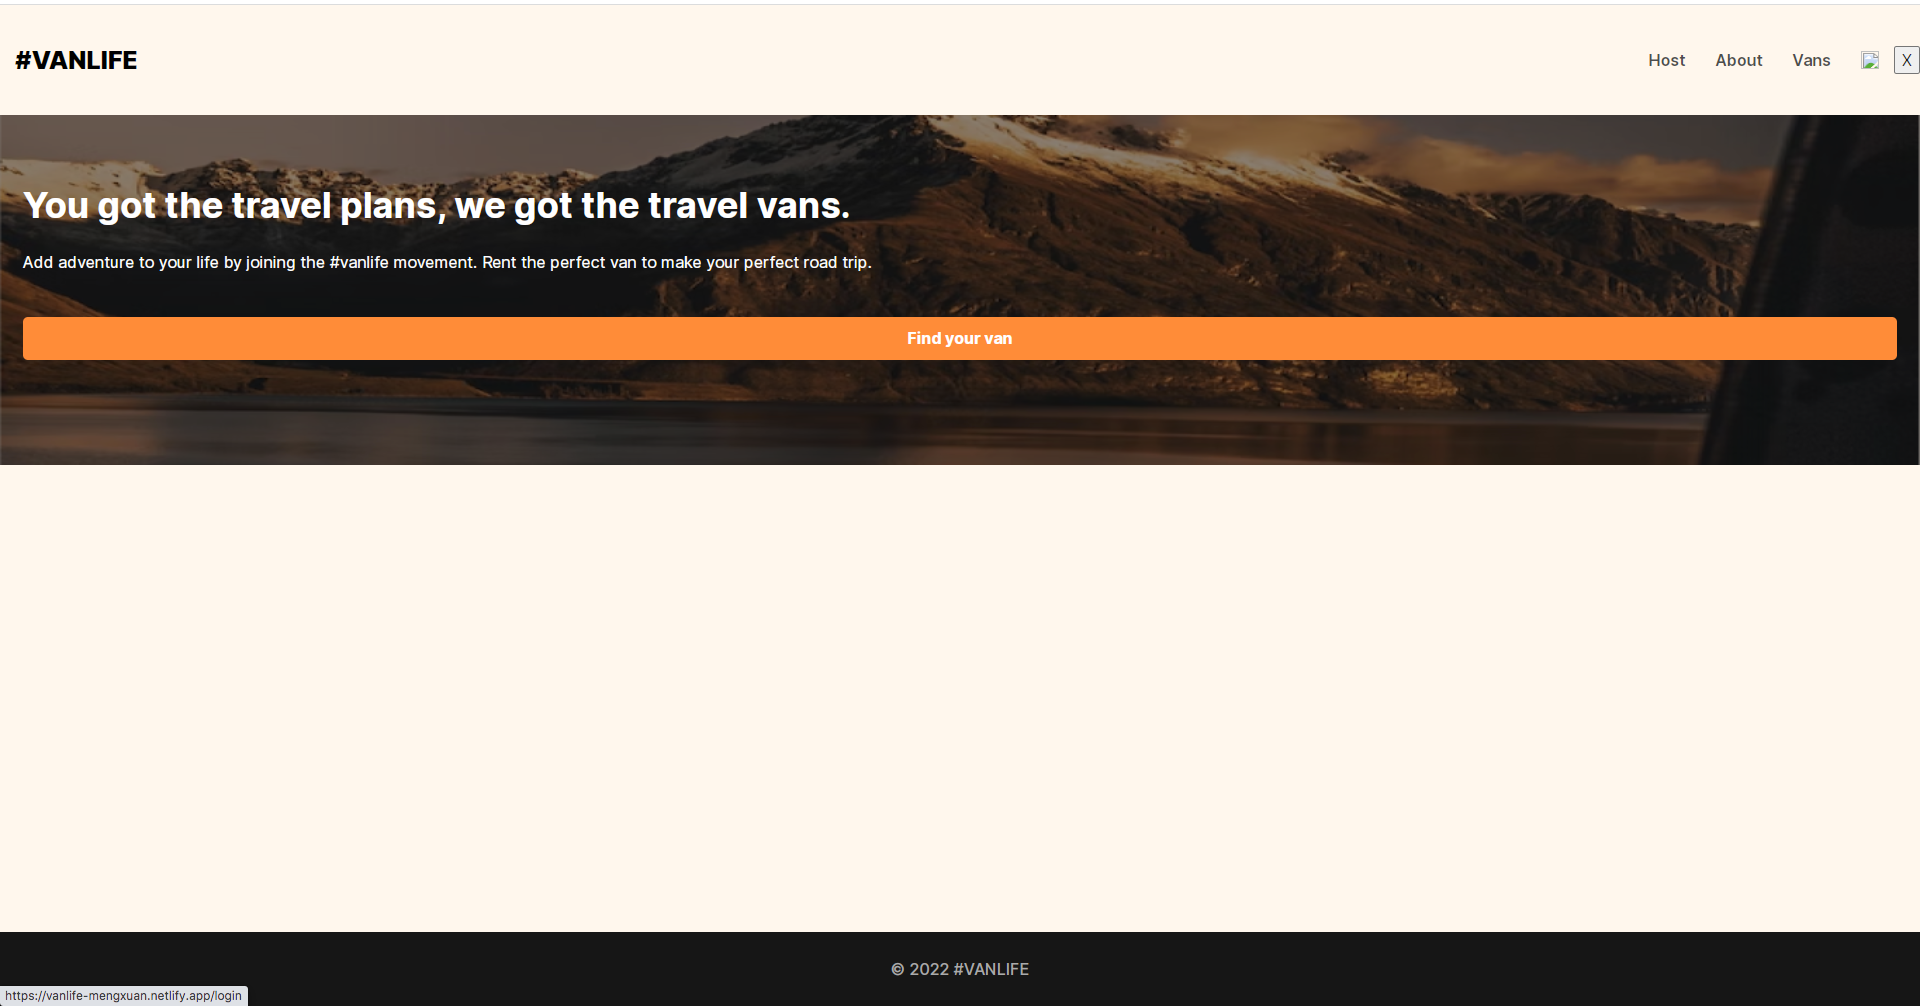 #VANLIFE
Host About Vans X
You got the travel plans, we got the travel vans.
Add adventure to your life by joining the #vanlife movement. Rent the perfect van to make your perfect road trip.
Find your van
© 2022 #VANLIFE
https://vanlife-mengxuan.netlify.app/login